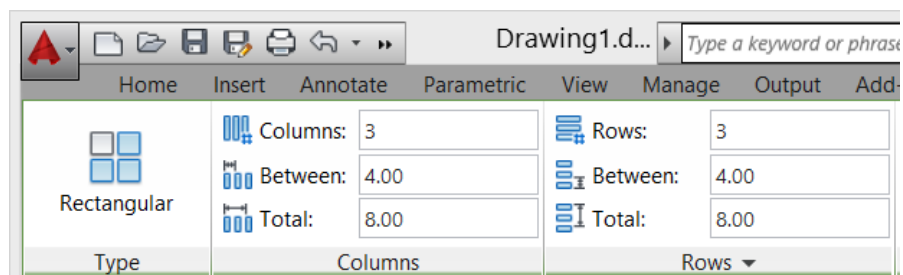 Drawing1.d... Type a keyword or phrase
Home Insert Annotate Parametric View Manage Output Add-
Columns: 3 Rows: 3
Between: 4.00 Between: 4.00
Rectangular Total: 8.00 Total: 8.00
Type Columns Rows